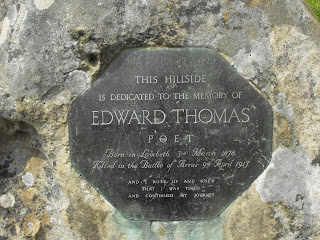 THIS HILLSIDE
IS DEDICATED TO THE MEMORY OF
EDWARD THOMAS
POET
Born in Lambeth 3rd March 1878
Killed in the Battle of Arras 9th April 1917
AND I ROSE UP AND KNEW
THAT I WAS TIRED
AND CONTINUED MY JOURNEY